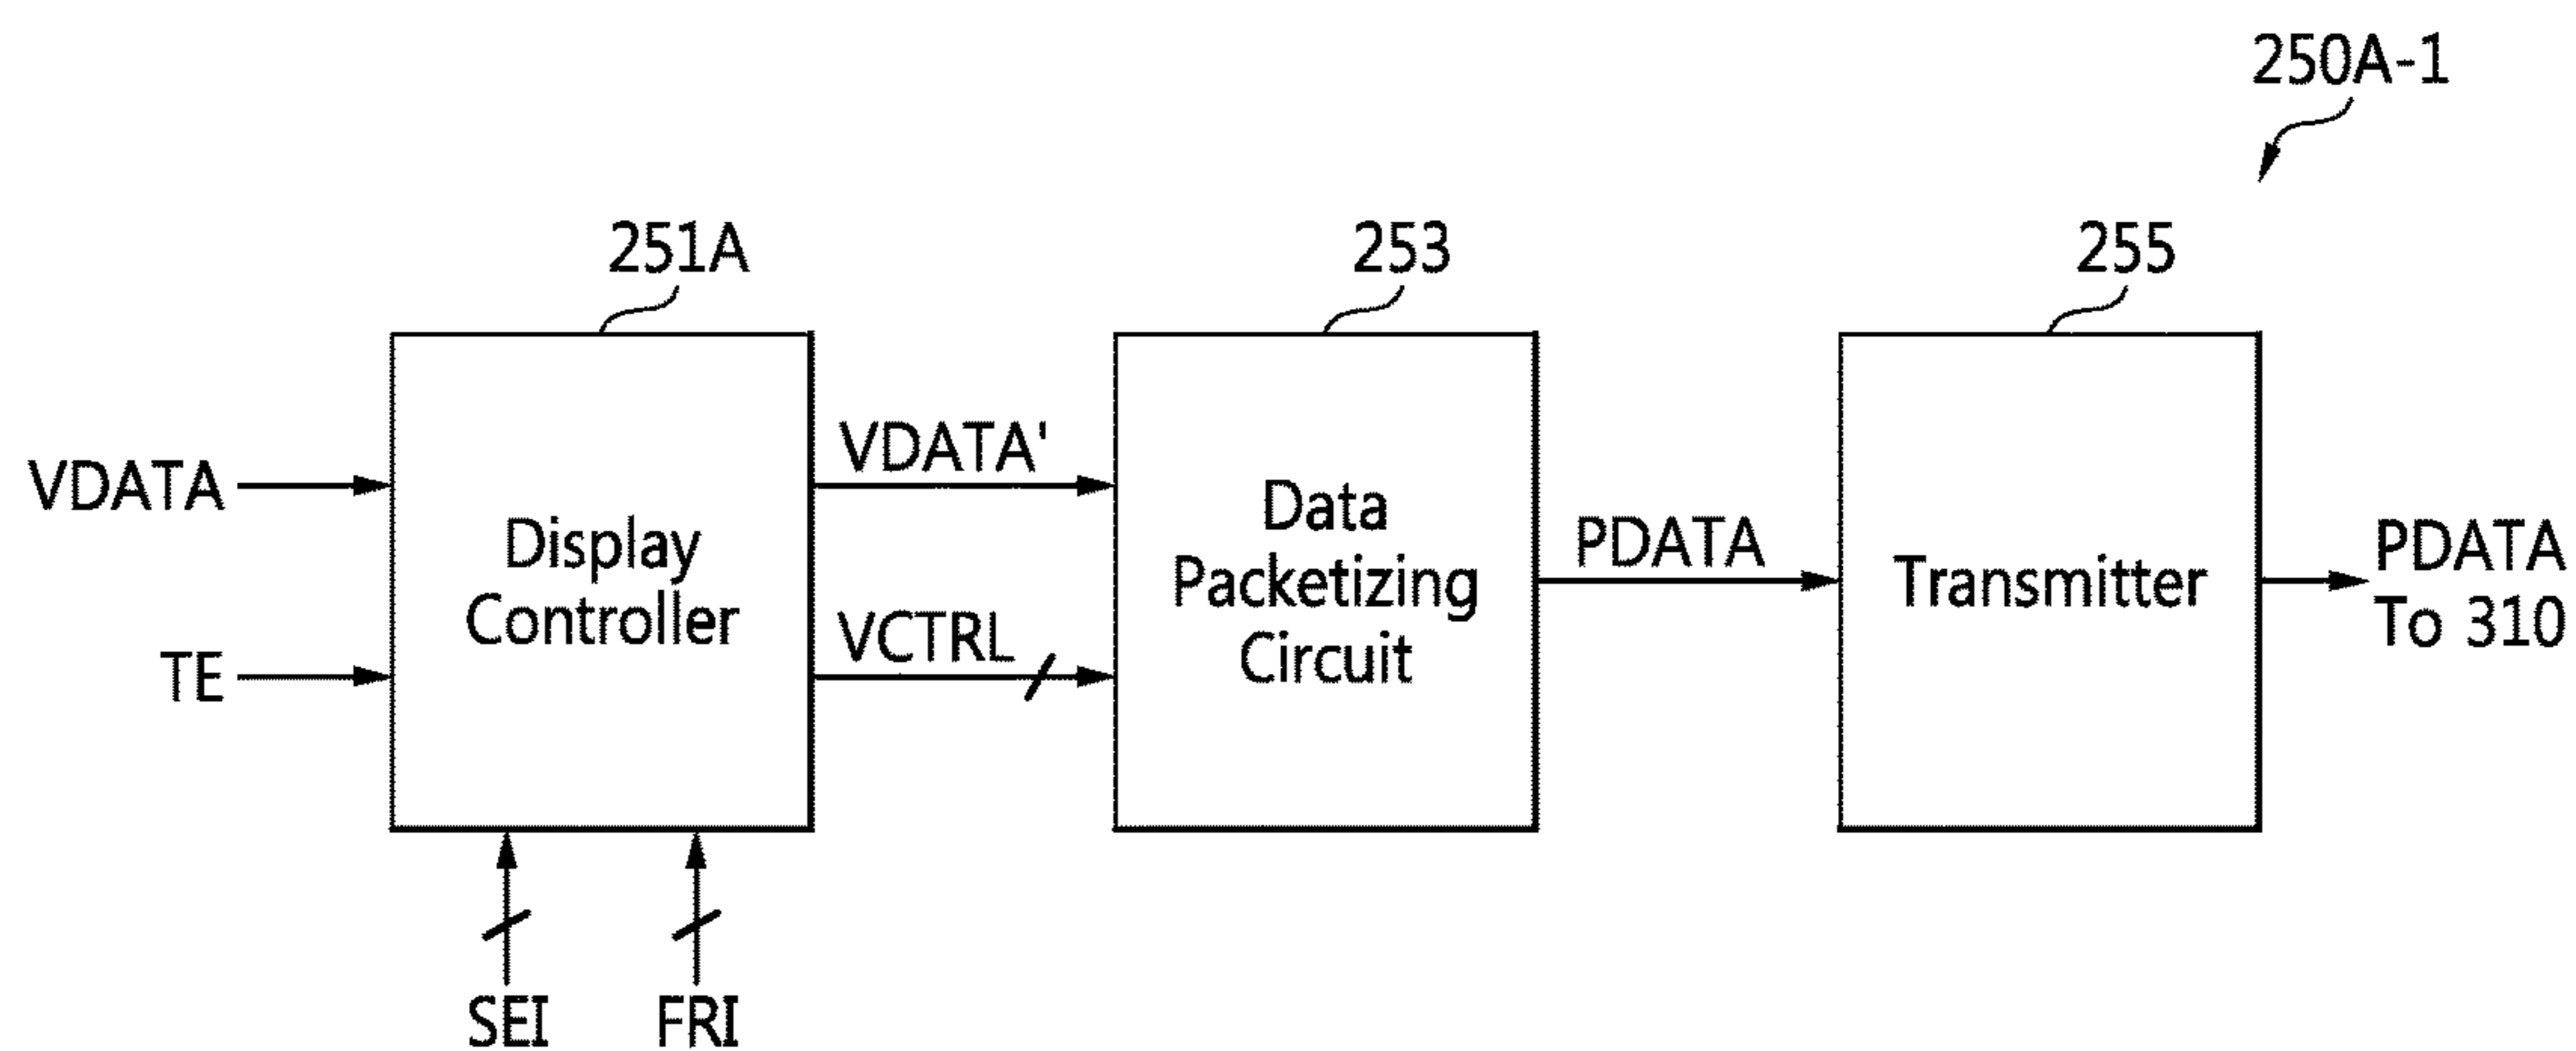 250A-1
251A
253
255
VDATA
TE
Display
Controller
VDATA'
VCTRL
Data
Packetizing
Circuit
PDATA
Transmitter
PDATA
To 310
SEI
FRI